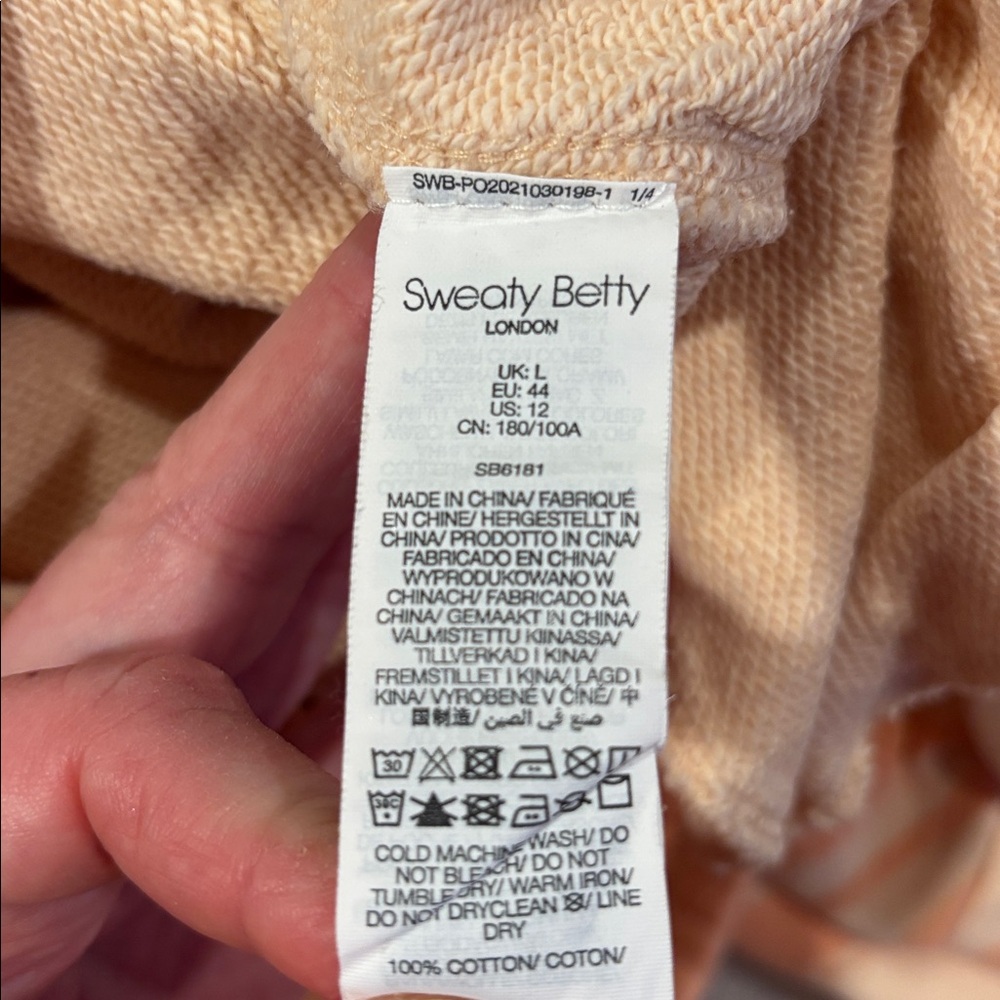 SWB-PO2021030198-1 1/4
Sweaty Betty
LONDON
UK: L
EU: 44
US: 12
CN: 180/100A
SB6181
MADE IN CHINA/ FABRIQUÉ
EN CHINE/ HERGESTELLT IN
CHINA/ PRODOTTO IN CINA/
FABRICADO EN CHINA/
WYPRODUKOWANO W
CHINACH/ FABRICADO NA
CHINA/ GEMAAKT IN CHINA/
VALMISTETTU KIINASSA/
TILLVERKAD I KINA/
FREMSTILLET I KINA/ LAGD I
KINA/ VYROBENÉ V ČÍNĚ/ 中
国制造/ صنع في الصين
30
30C
COLD MACHINE WASH/ DO
NOT BLEACH/ DO NOT
TUMBLE DRY/ WARM IRON/
DO NOT DRYCLEAN / LINE
DRY
100% COTTON/ COTON/